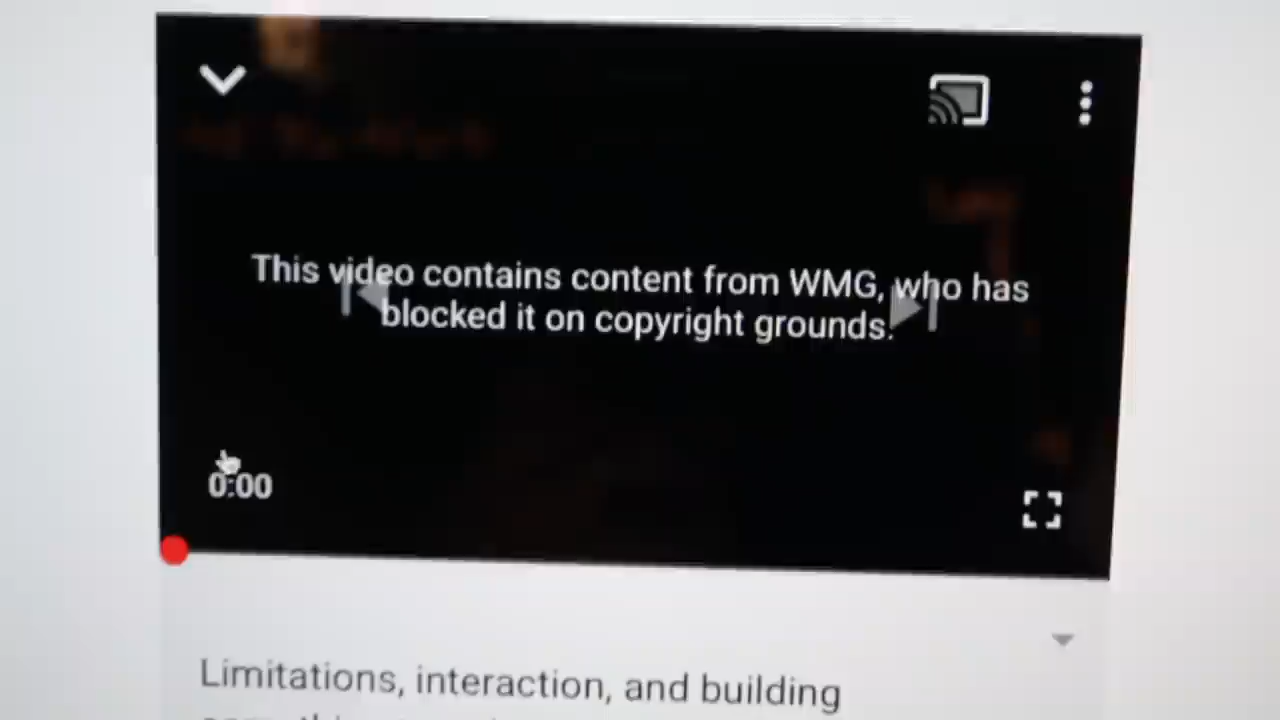 This video contains content from WMG, who has
blocked it on copyright grounds.
0:00
Limitations, interaction, and building